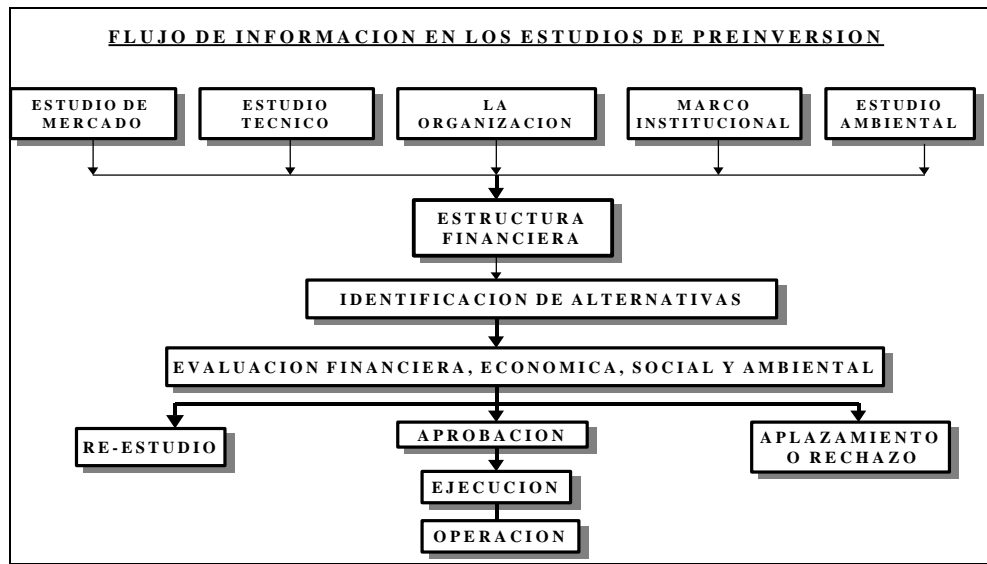 FLUJO DE INFORMACION EN LOS ESTUDIOS DE PREINVERSION
ESTUDIO DE
MERCADO
ESTUDIO
TECNICO
LA
ORGANIZACION
MARCO
INSTITUCIONAL
ESTUDIO
AMBIENTAL
ESTRUCTURA
FINANCIERA
IDENTIFICACION DE ALTERNATIVAS
EVALUACION FINANCIERA, ECONOMICA, SOCIAL Y AMBIENTAL
RE-ESTUDIO
APROBACION
APLAZAMIENTO
O RECHAZO
EJECUCION
OPERACION